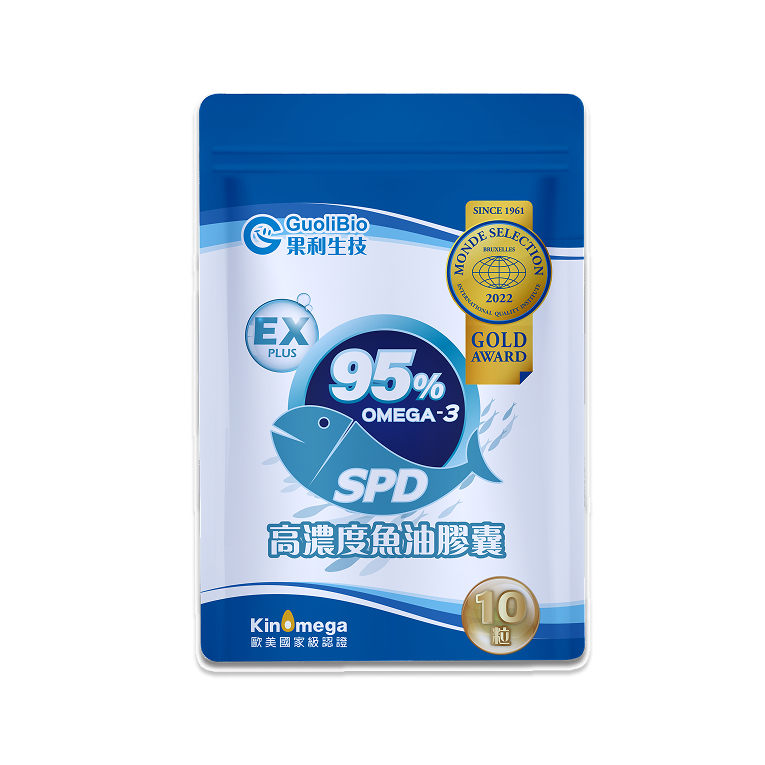 GuoliBio
果利生技
SINCE 1961
MONDE SELECTION
BRUXELLES
2022
INTERNATIONAL QUALITY INSTITUTE
GOLD
AWARD
EX
PLUS
95%
OMEGA-3
SPD
高濃度魚油膠囊
10
粒
KinOmega
歐美國家級認證